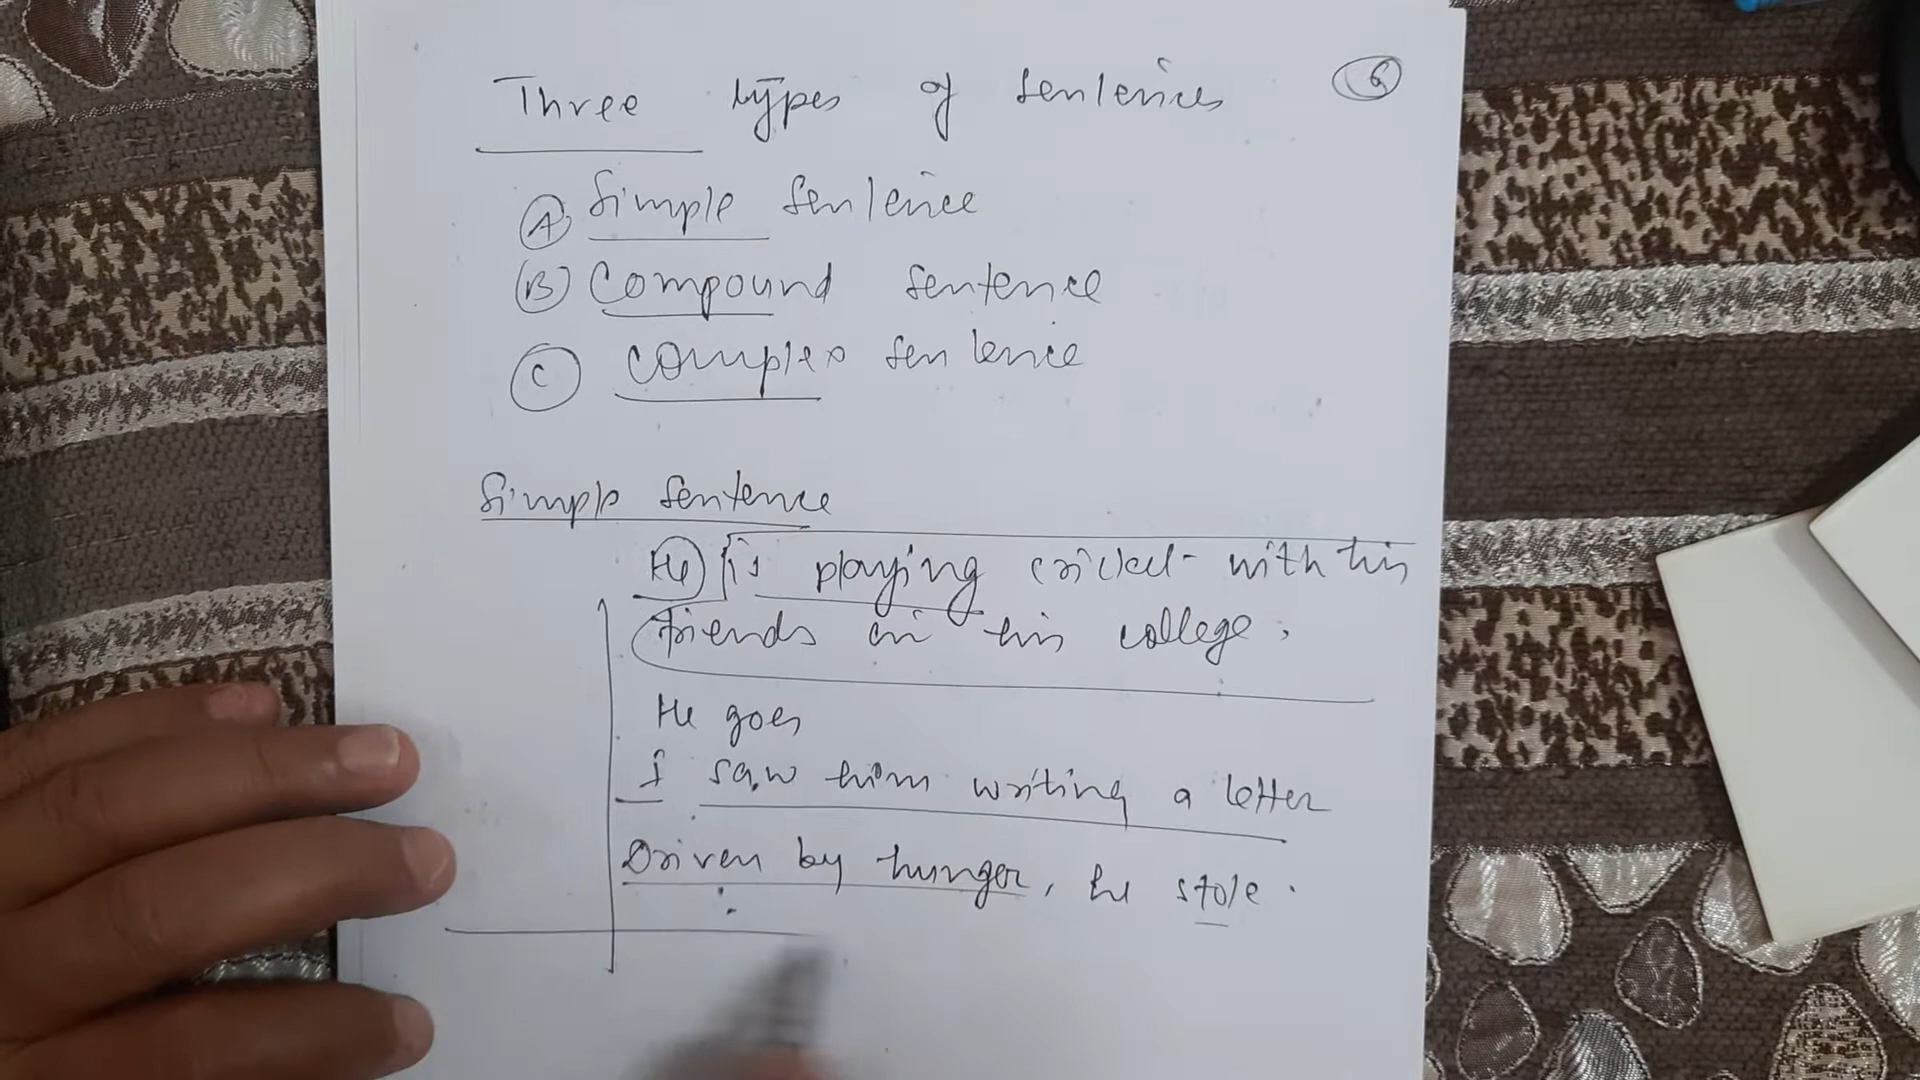 Three types of sentences 6
A Simple sentence
B Compound sentence
C complex sentence
Simple sentence
He is playing cricket with his
friends in his college.
He goes
I saw him writing a letter
Driven by hunger, he stole.